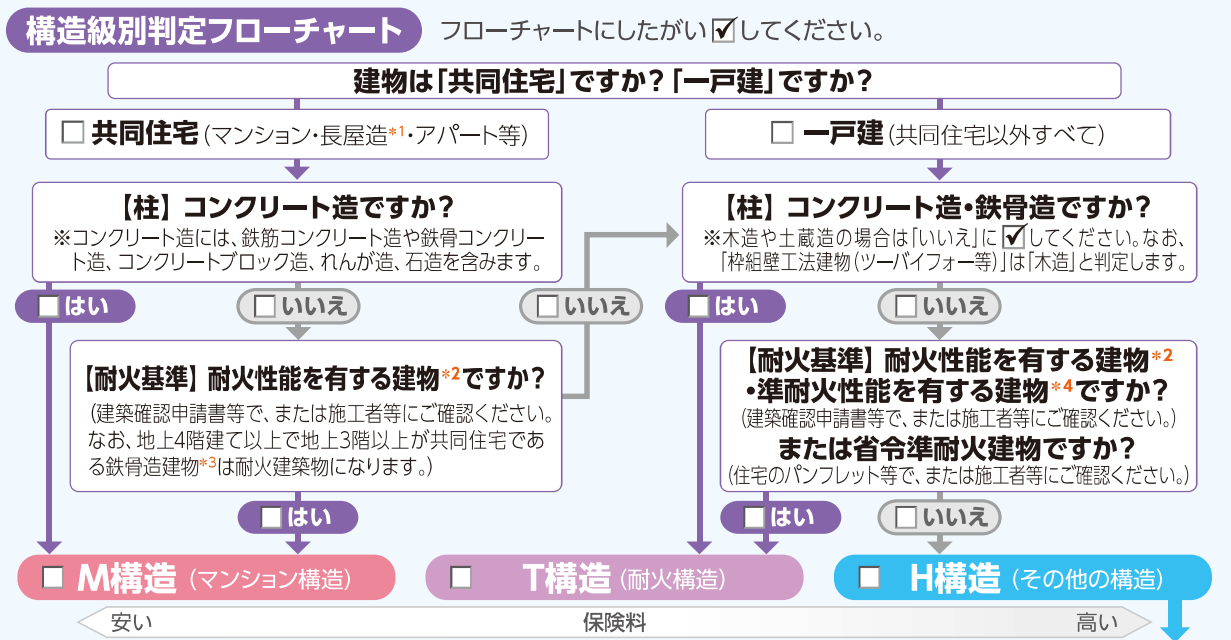 構造級別判定フローチャート フローチャートにしたがい✓してください。
建物は「共同住宅」ですか?「一戸建」ですか?
□共同住宅(マンション・長屋造*1・アパート等)
□一戸建(共同住宅以外すべて)
【柱】コンクリート造ですか?
※コンクリート造には、鉄筋コンクリート造や鉄骨コンクリー
ト造、コンクリートブロック造、れんが造、石造を含みます。
□はい
□いいえ
【耐火基準】耐火性能を有する建物*2ですか?
(建築確認申請書等で、または施工者等にご確認ください。
なお、地上4階建て以上で地上3階以上が共同住宅であ
る鉄骨造建物*3は耐火建築物になります。)
□はい
□いいえ
【柱】コンクリート造・鉄骨造ですか?
※木造や土蔵造の場合は「いいえ」に✓してください。なお、
「枠組壁工法建物(ツーバイフォー等)」は「木造」と判定します。
□はい
□いいえ
【耐火基準】耐火性能を有する建物*2
・準耐火性能を有する建物*4ですか?
(建築確認申請書等で、または施工者等にご確認ください。)
または省令準耐火建物ですか?
(住宅のパンフレット等で、または施工者等にご確認ください。)
□はい
□いいえ
□M構造(マンション構造)
□T構造(耐火構造)
□H構造(その他の構造)
安い 保険料 高い